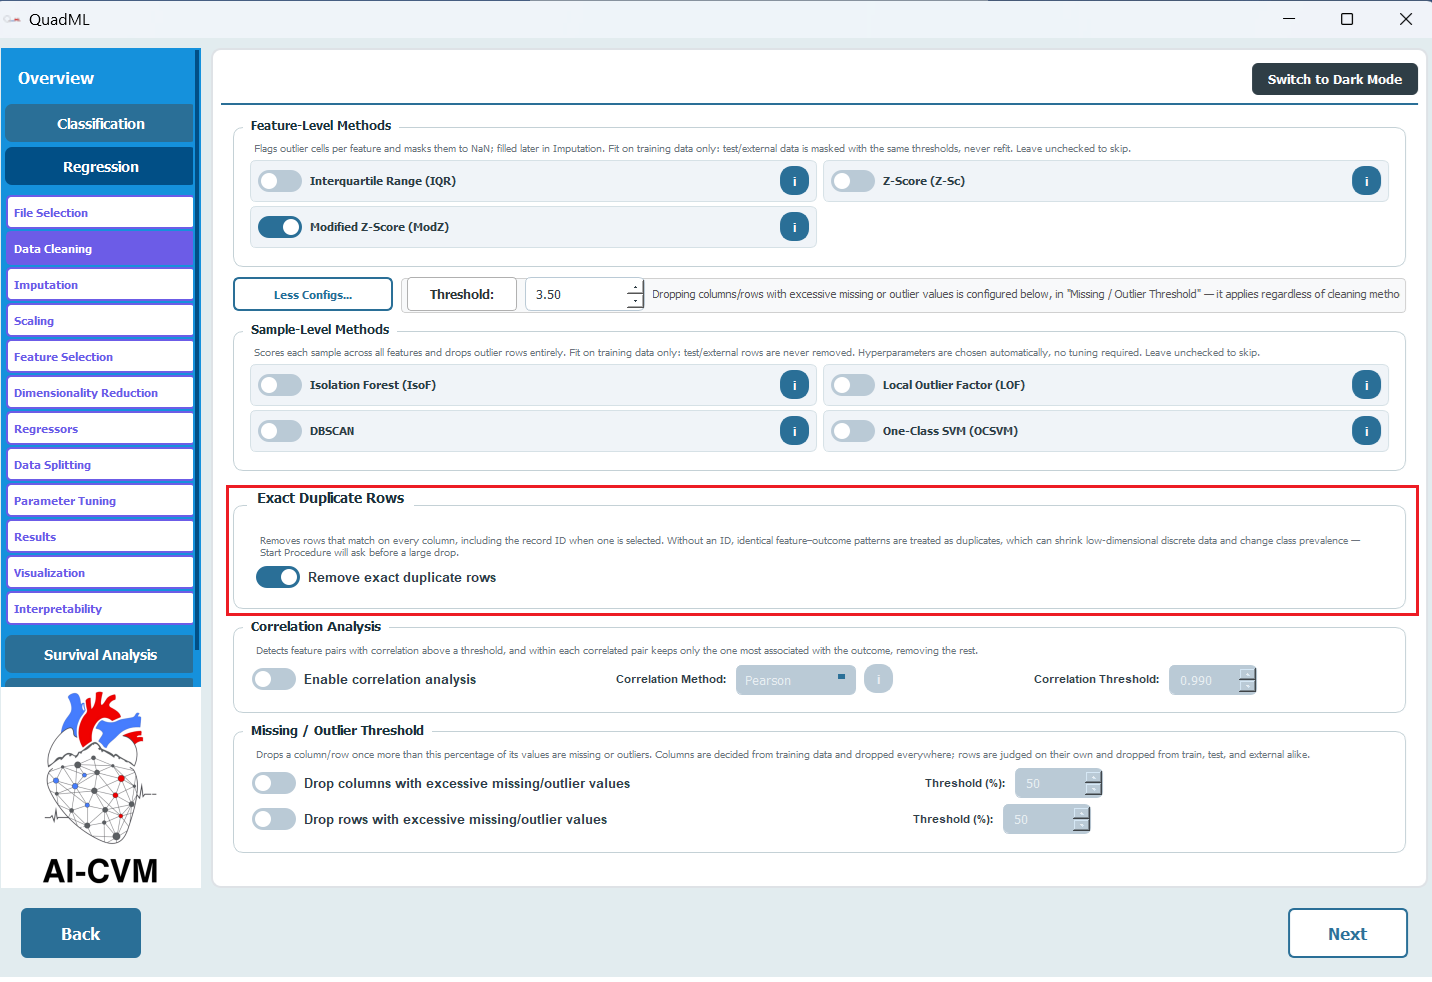 QuadML
Overview
Classification
Regression
File Selection
Data Cleaning
Imputation
Scaling
Feature Selection
Dimensionality Reduction
Regressors
Data Splitting
Parameter Tuning
Results
Visualization
Interpretability
Survival Analysis
AI-CVM
Switch to Dark Mode
Feature-Level Methods
Flags outlier cells per feature and masks them to NaN; filled later in Imputation. Fit on training data only: test/external data is masked with the same thresholds, never refit. Leave unchecked to skip.
Interquartile Range (IQR) i
Z-Score (Z-Sc) i
Modified Z-Score (ModZ) i
Less Configs...
Threshold: 3.50
Dropping columns/rows with excessive missing or outlier values is configured below, in "Missing / Outlier Threshold" — it applies regardless of cleaning metho
Sample-Level Methods
Scores each sample across all features and drops outlier rows entirely. Fit on training data only: test/external rows are never removed. Hyperparameters are chosen automatically, no tuning required. Leave unchecked to skip.
Isolation Forest (IsoF) i
Local Outlier Factor (LOF) i
DBSCAN i
One-Class SVM (OCSVM) i
Exact Duplicate Rows
Removes rows that match on every column, including the record ID when one is selected. Without an ID, identical feature–outcome patterns are treated as duplicates, which can shrink low-dimensional discrete data and change class prevalence —
Start Procedure will ask before a large drop.
Remove exact duplicate rows
Correlation Analysis
Detects feature pairs with correlation above a threshold, and within each correlated pair keeps only the one most associated with the outcome, removing the rest.
Enable correlation analysis
Correlation Method: Pearson i
Correlation Threshold: 0.990
Missing / Outlier Threshold
Drops a column/row once more than this percentage of its values are missing or outliers. Columns are decided from training data and dropped everywhere; rows are judged on their own and dropped from train, test, and external alike.
Drop columns with excessive missing/outlier values
Threshold (%): 50
Drop rows with excessive missing/outlier values
Threshold (%): 50
Back
Next